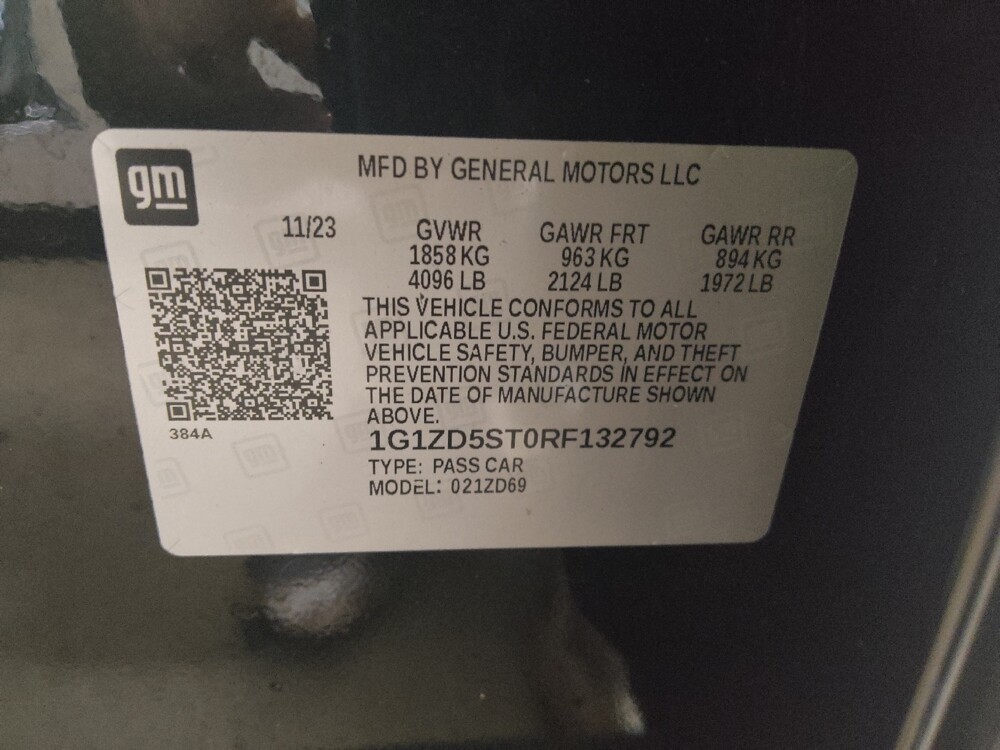 gm
MFD BY GENERAL MOTORS LLC
11/23 GVWR GAWR FRT GAWR RR
1858 KG 963 KG 894 KG
4096 LB 2124 LB 1972 LB
THIS VEHICLE CONFORMS TO ALL
APPLICABLE U.S. FEDERAL MOTOR
VEHICLE SAFETY, BUMPER, AND THEFT
PREVENTION STANDARDS IN EFFECT ON
THE DATE OF MANUFACTURE SHOWN
ABOVE.
384A
1G1ZD5ST0RF132792
TYPE: PASS CAR
MODEL: 021ZD69